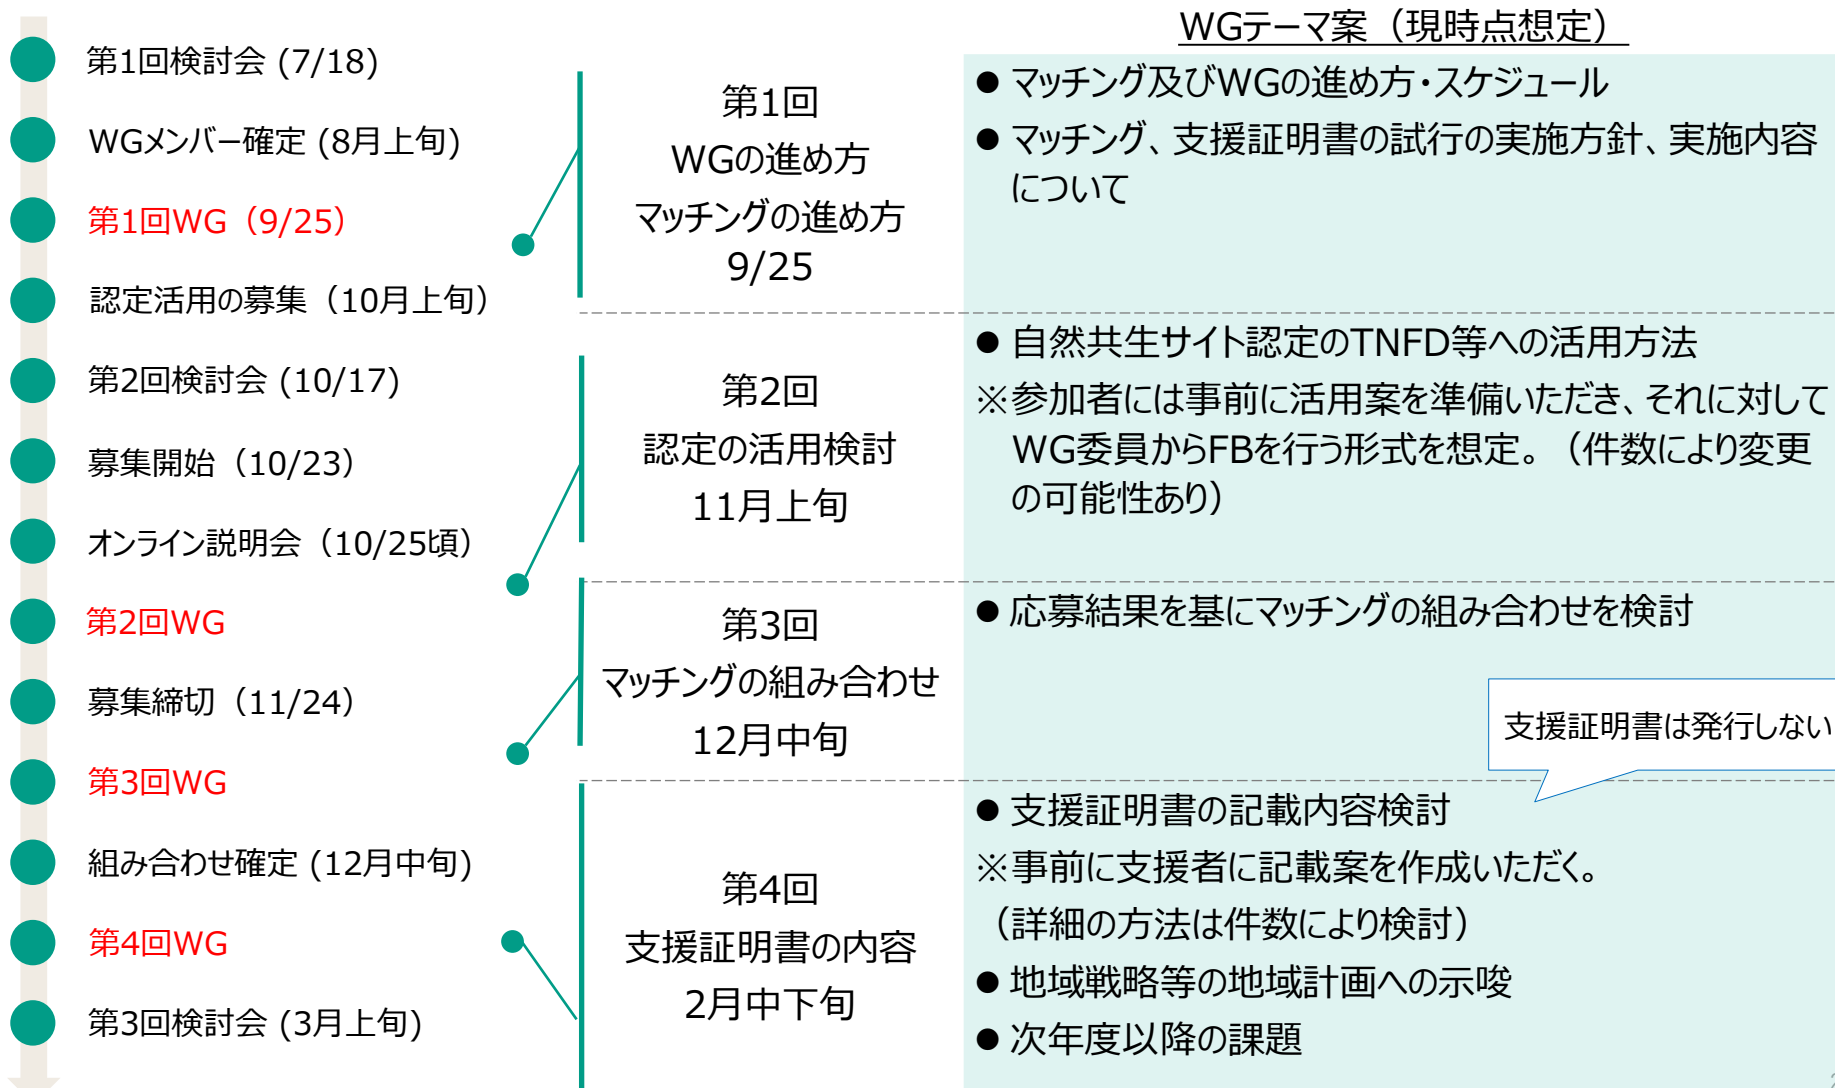 第1回検討会 (7/18)
WGメンバー確定 (8月上旬)
第1回WG（9/25）
認定活用の募集（10月上旬）
第2回検討会 (10/17)
募集開始（10/23）
オンライン説明会（10/25頃）
第2回WG
募集締切（11/24）
第3回WG
組み合わせ確定 (12月中旬)
第4回WG
第3回検討会 (3月上旬)
第1回
WGの進め方
マッチングの進め方
9/25
第2回
認定の活用検討
11月上旬
第3回
マッチングの組み合わせ
12月中旬
第4回
支援証明書の内容
2月中下旬
WGテーマ案（現時点想定）
● マッチング及びWGの進め方・スケジュール
● マッチング、支援証明書の試行の実施方針、実施内容
について
● 自然共生サイト認定のTNFD等への活用方法
※参加者には事前に活用案を準備いただき、それに対して
WG委員からFBを行う形式を想定。（件数により変更
の可能性あり）
● 応募結果を基にマッチングの組み合わせを検討
支援証明書は発行しない
● 支援証明書の記載内容検討
※事前に支援者に記載案を作成いただく。
（詳細の方法は件数により検討）
● 地域戦略等の地域計画への示唆
● 次年度以降の課題